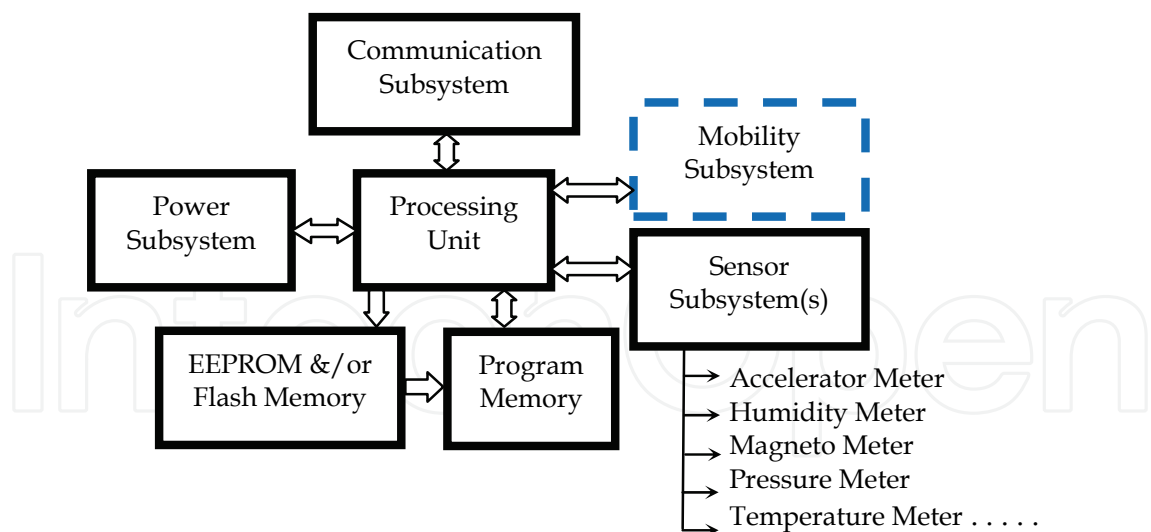 Communication
Subsystem
Mobility
Subsystem
Power
Subsystem
Processing
Unit
Sensor
Subsystem(s)
EEPROM &/or
Flash Memory
Program
Memory
Accelerator Meter
Humidity Meter
Magneto Meter
Pressure Meter
Temperature Meter . . . . .
IntechOpen